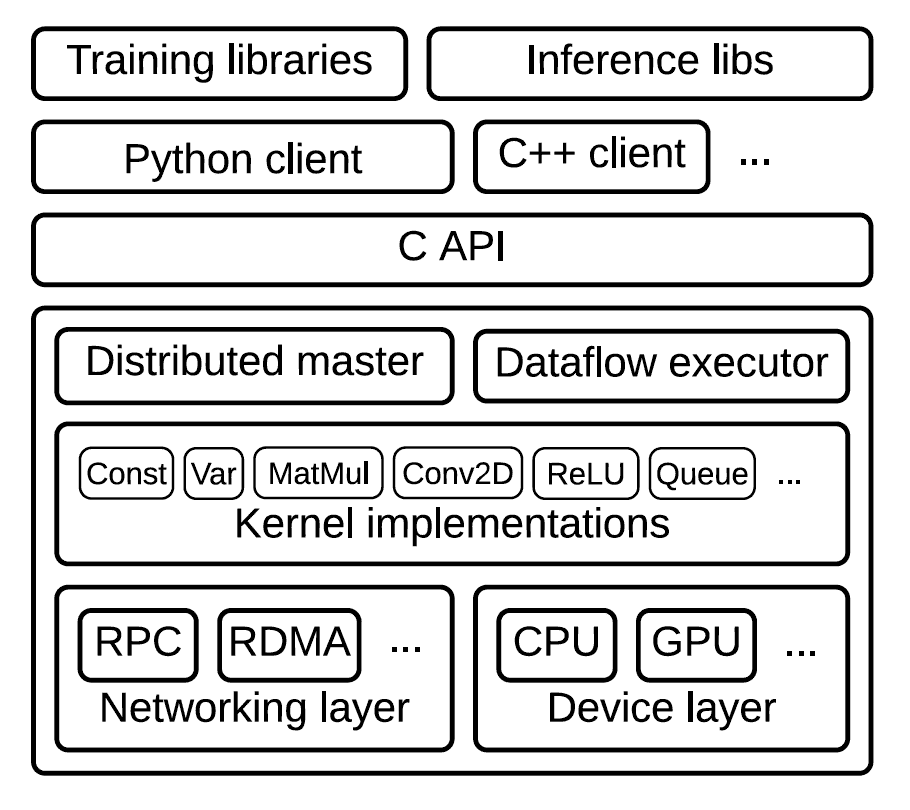 Training libraries Inference libs
Python client C++ client ...
C API
Distributed master Dataflow executor
Const Var MatMul Conv2D ReLU Queue ...
Kernel implementations
RPC RDMA ... CPU GPU ...
Networking layer Device layer